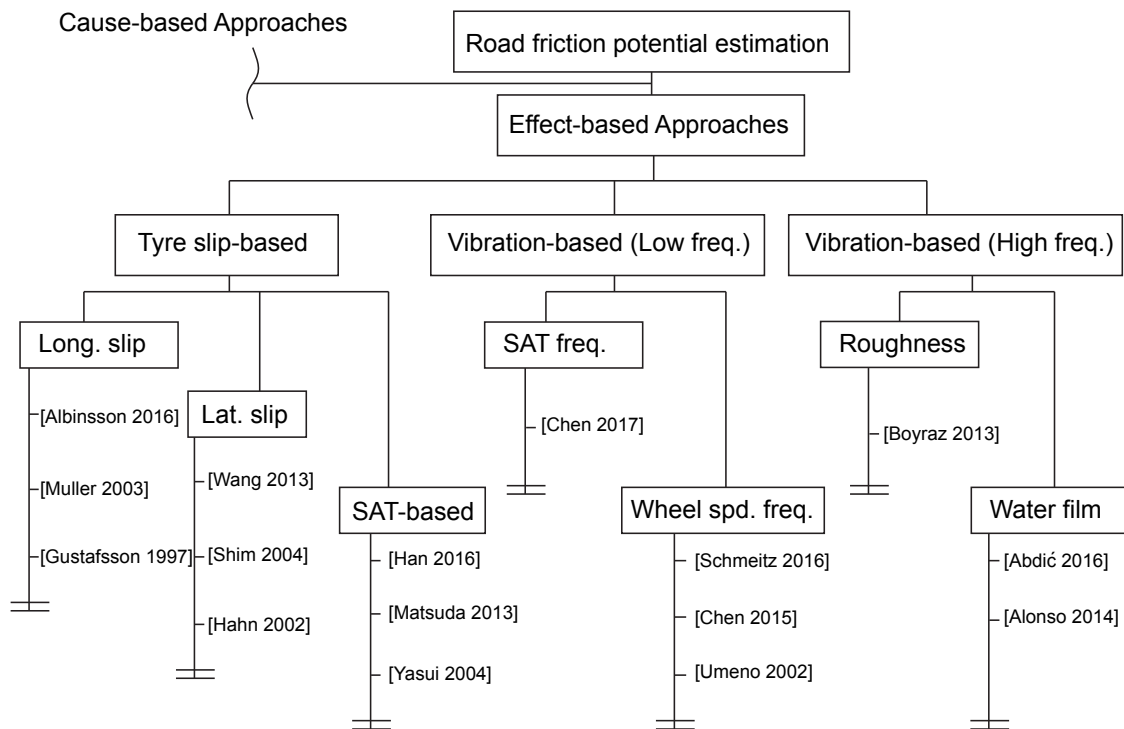 Cause-based Approaches
Road friction potential estimation
Effect-based Approaches
Tyre slip-based
Vibration-based (Low freq.)
Vibration-based (High freq.)
Long. slip
[Albinsson 2016]
[Muller 2003]
[Gustafsson 1997]
Lat. slip
[Wang 2013]
[Shim 2004]
[Hahn 2002]
SAT-based
[Han 2016]
[Matsuda 2013]
[Yasui 2004]
SAT freq.
[Chen 2017]
Wheel spd. freq.
[Schmeitz 2016]
[Chen 2015]
[Umeno 2002]
Roughness
[Boyraz 2013]
Water film
[Abdić 2016]
[Alonso 2014]